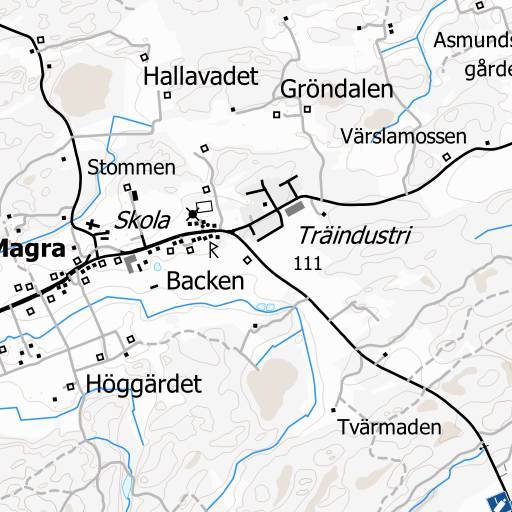 Asmunds
gårde
Hallavadet
Gröndalen
Värslamossen
Stommen
Skola
Magra
Träindustri
111
Backen
Höggärdet
Tvärmaden